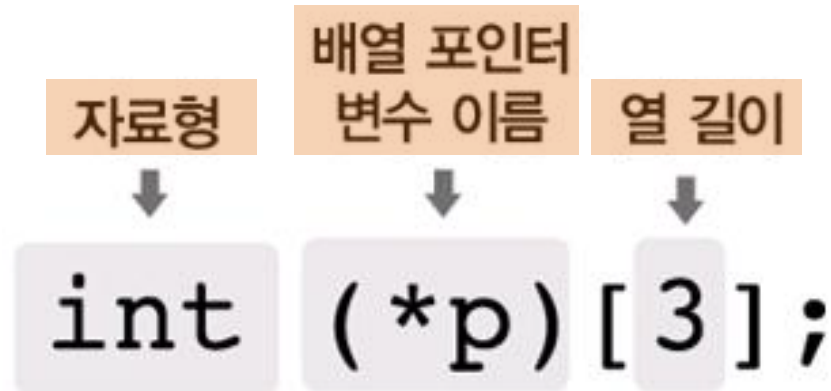 자료형
배열 포인터
변수 이름
열 길이
int (*p)[3];